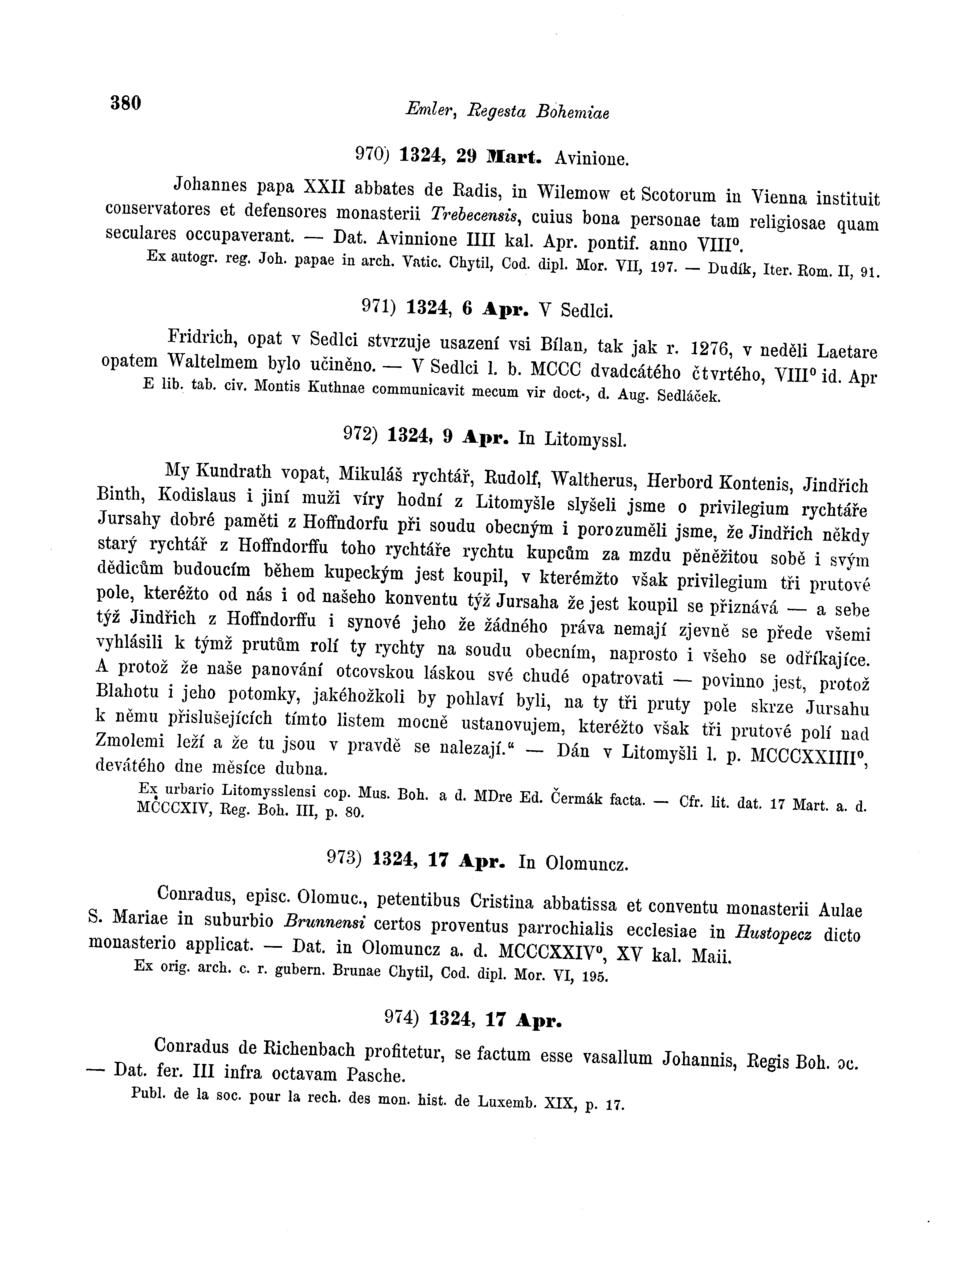 380
Emler, Regesta Bohemiae
970) 1324, 29 Mart. Avinione.
Johannes papa XXII abbates de Radis, in Wilemow et Scotorum in Vienna instituit
conservatores et defensores monasterii Trebecensis, cuius bona personae tam religiosae quam
seculares occupaverant. — Dat. Avinnione IIII kal. Apr. pontif. anno VIII⁰.
Ex autogr. reg. Joh. papae in arch. Vatic. Chytil, Cod. dipl. Mor. VII, 197. — Dudík, Iter. Rom. II, 91.
971) 1324, 6 Apr. V Sedlci.
Fridrich, opat v Sedlci stvrzuje usazení vsi Bílan, tak jak r. 1276, v neděli Laetare
opatem Waltelmem bylo učiněno. — V Sedlci l. b. MCCC dvadcátého čtvrtého, VIII⁰ id. Apr
E lib. tab. civ. Montis Kuthnae communicavit mecum vir doct., d. Aug. Sedláček.
972) 1324, 9 Apr. In Litomyssl.
My Kundrath vopat, Mikuláš rychtář, Rudolf, Waltherus, Herbord Kontenis, Jindřich
Binth, Kodislaus i jiní muži víry hodní z Litomyšle slyšeli jsme o privilegium rychtáře
Jursahy dobré paměti z Hoffndorfu při soudu obecným i porozuměli jsme, že Jindřich někdy
starý rychtář z Hoffndorffu toho rychtáře rychtu kupcům za mzdu pěněžitou sobě i svým
dědicům budoucím během kupeckým jest koupil, v kterémžto však privilegium tři prutové
pole, kteréžto od nás i od našeho konventu týž Jursaha že jest koupil se přiznává — a sebe
týž Jindřich z Hoffndorffu i synové jeho že žádného práva nemají zjevně se přede všemi
vyhlásili k týmž prutům rolí ty rychty na soudu obecním, naprosto i všeho se odříkajíce.
A protož že naše panování otcovskou láskou své chudé opatrovati — povinno jest, protož
Blahotu i jeho potomky, jakéhožkoli by pohlaví byli, na ty tři pruty pole skrze Jursahu
k němu přislušejících tímto listem mocně ustanovujem, kteréžto však tři prutové polí nad
Zmolemi leží a že tu jsou v pravdě se nalezají.“ — Dán v Litomyšli l. p. MCCCXXIIII⁰,
devátého dne měsíce dubna.
Ex urbario Litomysslensi cop. Mus. Boh. a d. MDre Ed. Čermák facta. — Cfr. lit. dat. 17 Mart. a. d.
MCCCXIV, Reg. Boh. III, p. 80.
973) 1324, 17 Apr. In Olomuncz.
Conradus, episc. Olomuc., petentibus Cristina abbatissa et conventu monasterii Aulae
S. Mariae in suburbio Brunnensi certos proventus parrochialis ecclesiae in Hustopecz dicto
monasterio applicat. — Dat. in Olomuncz a. d. MCCCXXIV⁰, XV kal. Maii.
Ex orig. arch. c. r. gubern. Brunae Chytil, Cod. dipl. Mor. VI, 195.
974) 1324, 17 Apr.
Conradus de Richenbach profitetur, se factum esse vasallum Johannis, Regis Boh. ɔc.
— Dat. fer. III infra octavam Pasche.
Publ. de la soc. pour la rech. des mon. hist. de Luxemb. XIX, p. 17.